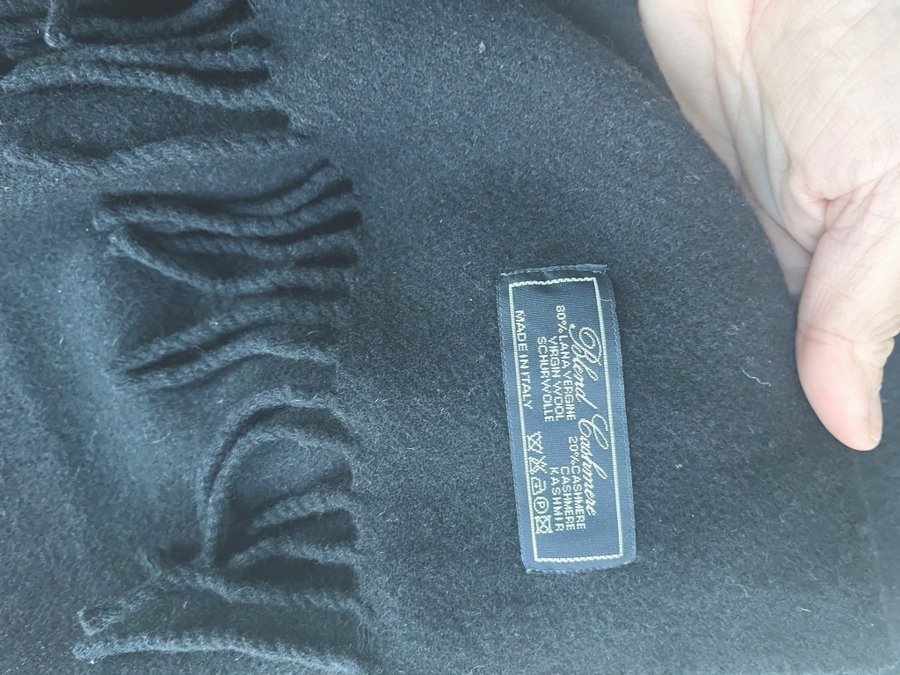 Blend Cashmere
80% LANA VERGINE
VIRGIN WOOL
SCHURWOLLE
20% CASHMERE
CASHMERE
KASHMIR
MADE IN ITALY
P